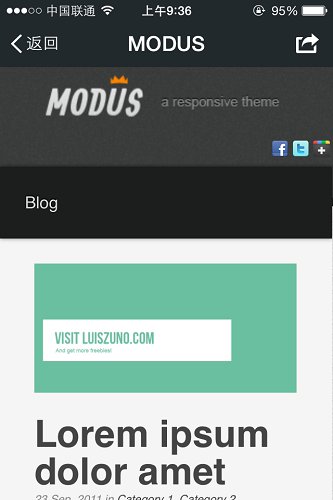 中国联通 上午9:36 95%
返回 MODUS
MODUS a responsive theme
Blog
VISIT LUISZUNO.COM
And get more freebies!
Lorem ipsum
dolor amet
23 Sep, 2011 in Category 1, Category 2